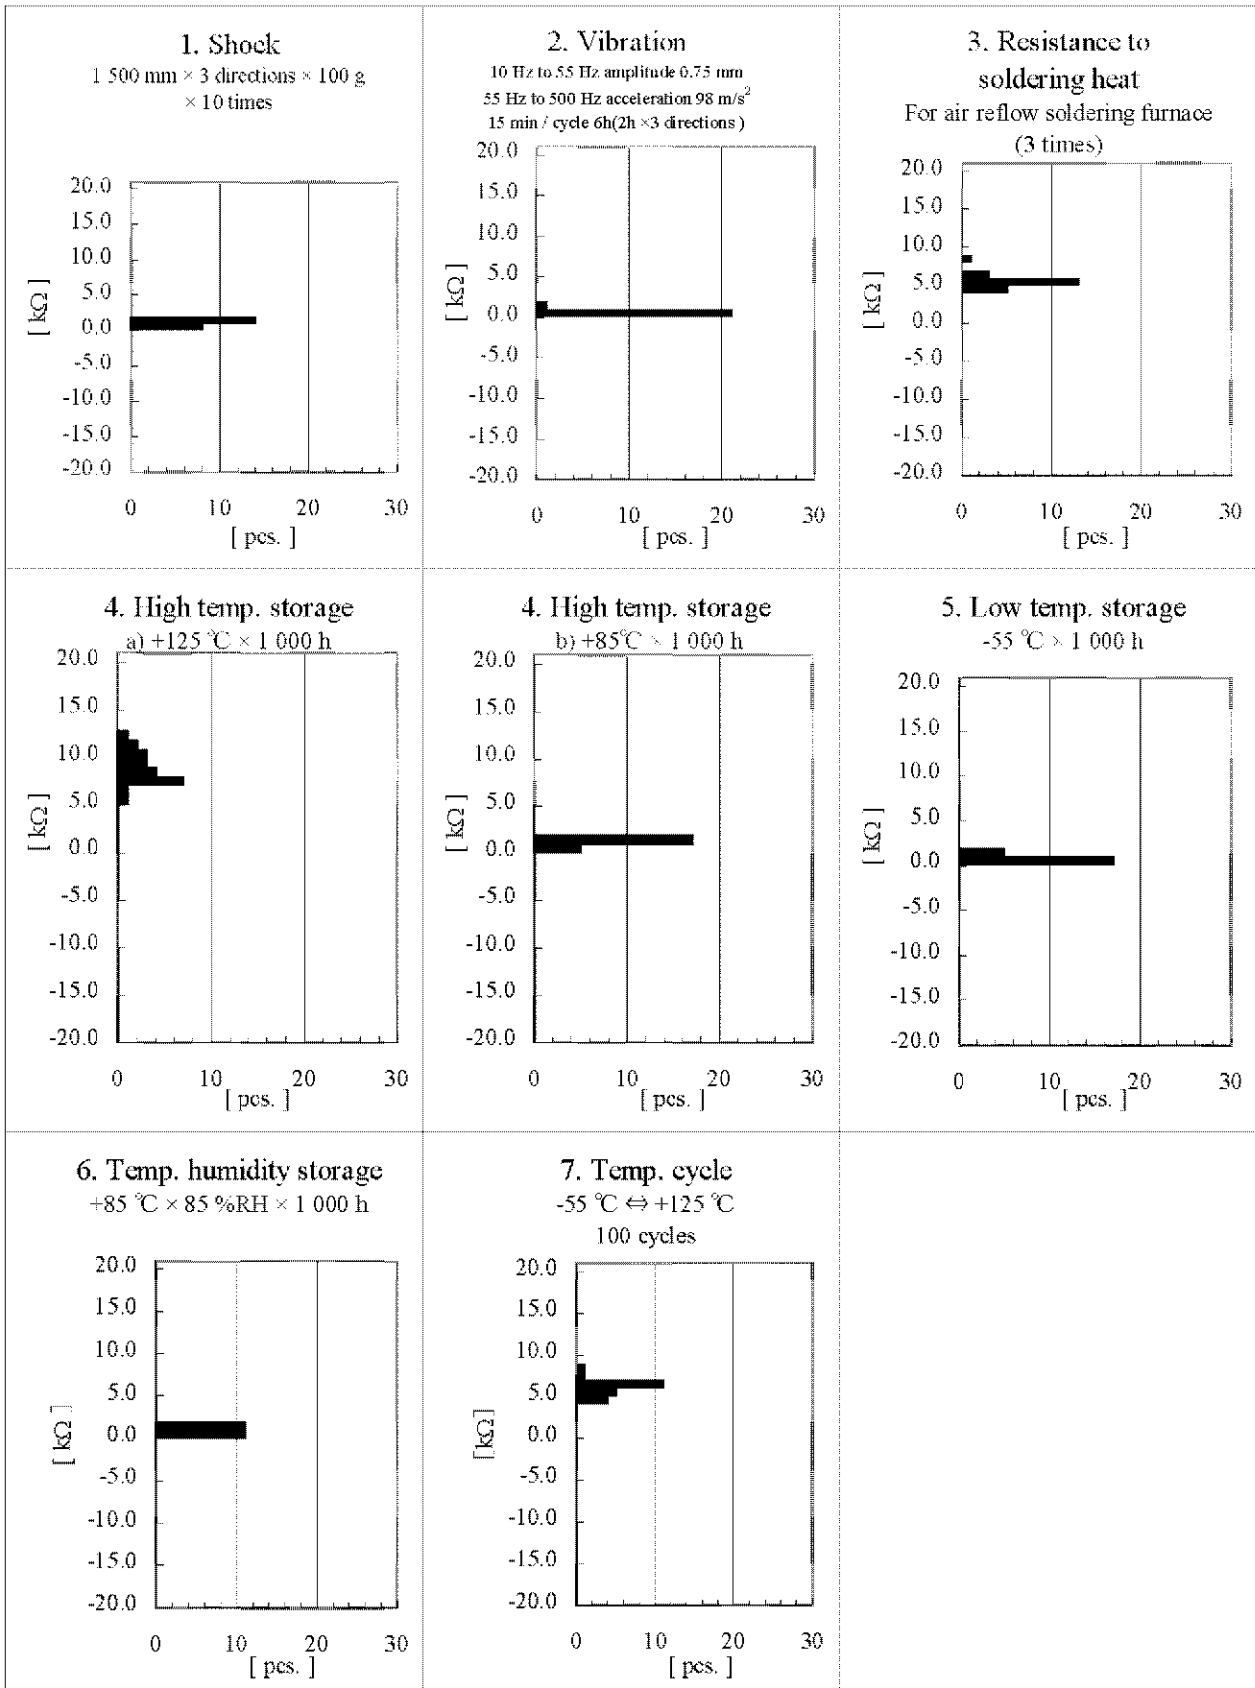 1. Shock
1 500 mm × 3 directions × 100 g
× 10 times
20.0
15.0
10.0
5.0
0.0
-5.0
-10.0
-15.0
-20.0
[ kΩ ]
0 10 20 30
[ pcs. ]
2. Vibration
10 Hz to 55 Hz amplitude 0.75 mm
55 Hz to 500 Hz acceleration 98 m/s²
15 min / cycle 6h(2h ×3 directions )
20.0
15.0
10.0
5.0
0.0
-5.0
-10.0
-15.0
-20.0
[ kΩ ]
0 10 20 30
[ pcs. ]
3. Resistance to
soldering heat
For air reflow soldering furnace
(3 times)
20.0
15.0
10.0
5.0
0.0
-5.0
-10.0
-15.0
-20.0
[ kΩ ]
0 10 20 30
[ pcs. ]
4. High temp. storage
a) +125 ℃ × 1 000 h
20.0
15.0
10.0
5.0
0.0
-5.0
-10.0
-15.0
-20.0
[ kΩ ]
0 10 20 30
[ pcs. ]
4. High temp. storage
b) +85℃ × 1 000 h
20.0
15.0
10.0
5.0
0.0
-5.0
-10.0
-15.0
-20.0
[ kΩ ]
0 10 20 30
[ pcs. ]
5. Low temp. storage
-55 ℃ × 1 000 h
20.0
15.0
10.0
5.0
0.0
-5.0
-10.0
-15.0
-20.0
[ kΩ ]
0 10 20 30
[ pcs. ]
6. Temp. humidity storage
+85 ℃ × 85 %RH × 1 000 h
20.0
15.0
10.0
5.0
0.0
-5.0
-10.0
-15.0
-20.0
[ kΩ ]
0 10 20 30
[ pcs. ]
7. Temp. cycle
-55 ℃ ⇔ +125 ℃
100 cycles
20.0
15.0
10.0
5.0
0.0
-5.0
-10.0
-15.0
-20.0
[kΩ ]
0 10 20 30
[ pcs. ]